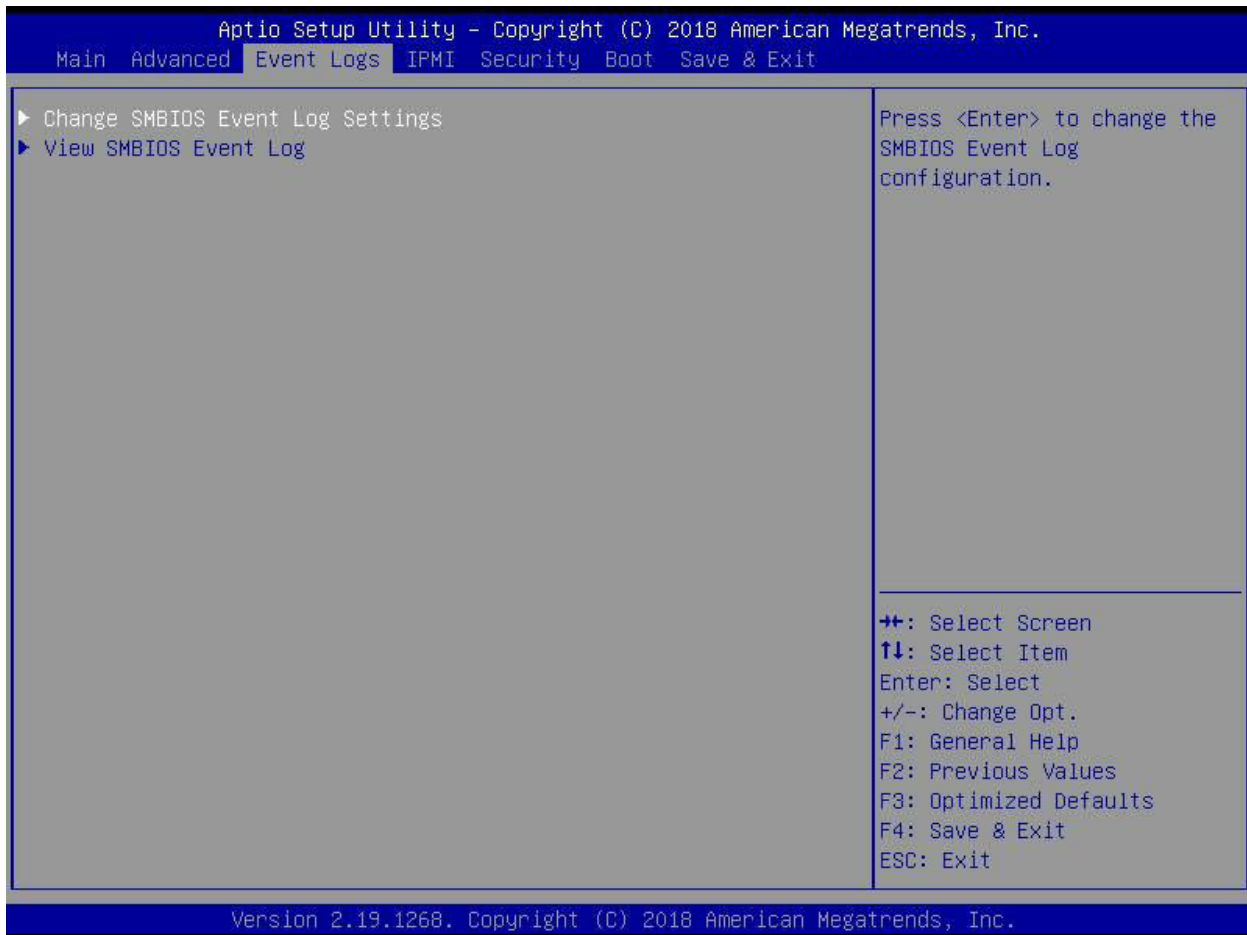 Aptio Setup Utility – Copyright (C) 2018 American Megatrends, Inc.
Main Advanced Event Logs IPMI Security Boot Save & Exit
▶ Change SMBIOS Event Log Settings
▶ View SMBIOS Event Log
Press <Enter> to change the
SMBIOS Event Log
configuration.
→←: Select Screen
↑↓: Select Item
Enter: Select
+/-: Change Opt.
F1: General Help
F2: Previous Values
F3: Optimized Defaults
F4: Save & Exit
ESC: Exit
Version 2.19.1268. Copyright (C) 2018 American Megatrends, Inc.